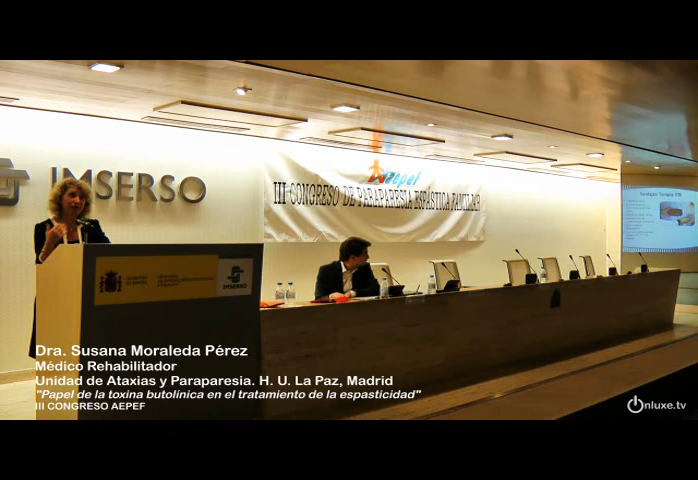 IMSERSO
aepef
III CONGRESO DE PARAPARESIA ESPASTICA FAMILIAR
IMSERSO
Dra. Susana Moraleda Pérez
Médico Rehabilitador
Unidad de Ataxias y Paraparesia. H. U. La Paz, Madrid
"Papel de la toxina butolínica en el tratamiento de la espasticidad"
III CONGRESO AEPEF
Onluxe.tv